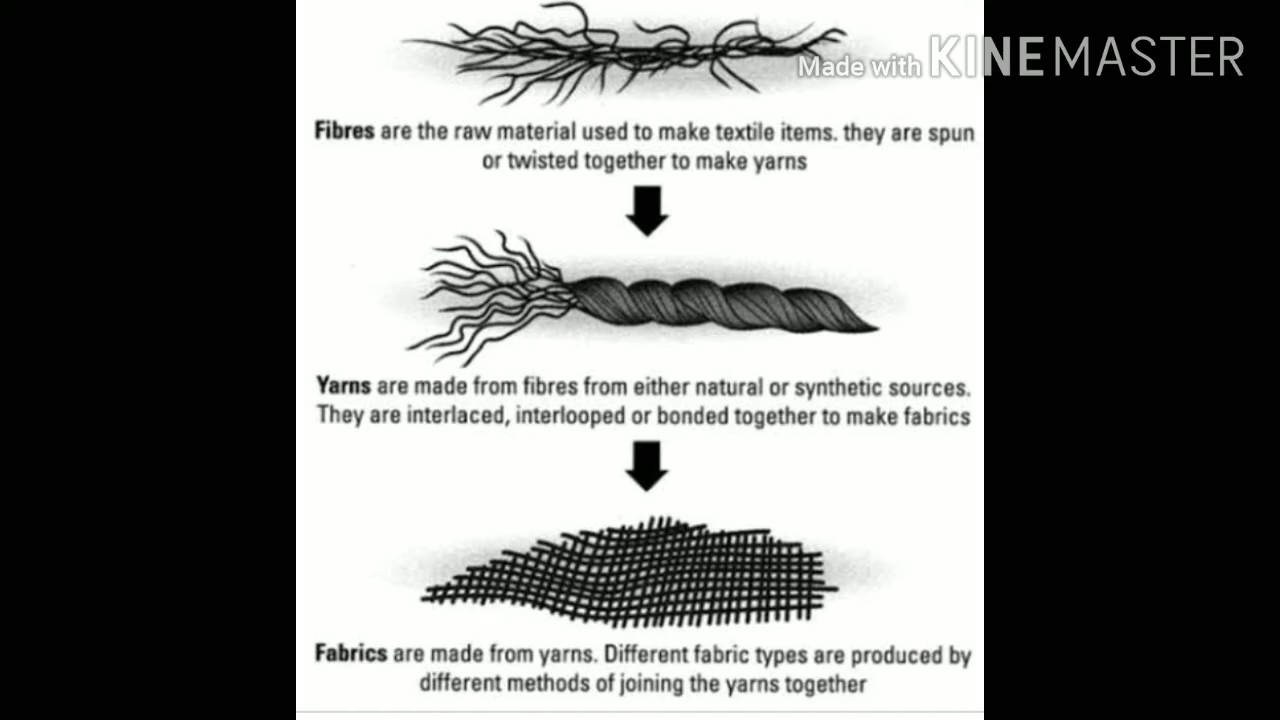 Made with KINEMASTER
Fibres are the raw material used to make textile items. they are spun
or twisted together to make yarns
Yarns are made from fibres from either natural or synthetic sources.
They are interlaced, interlooped or bonded together to make fabrics
Fabrics are made from yarns. Different fabric types are produced by
different methods of joining the yarns together